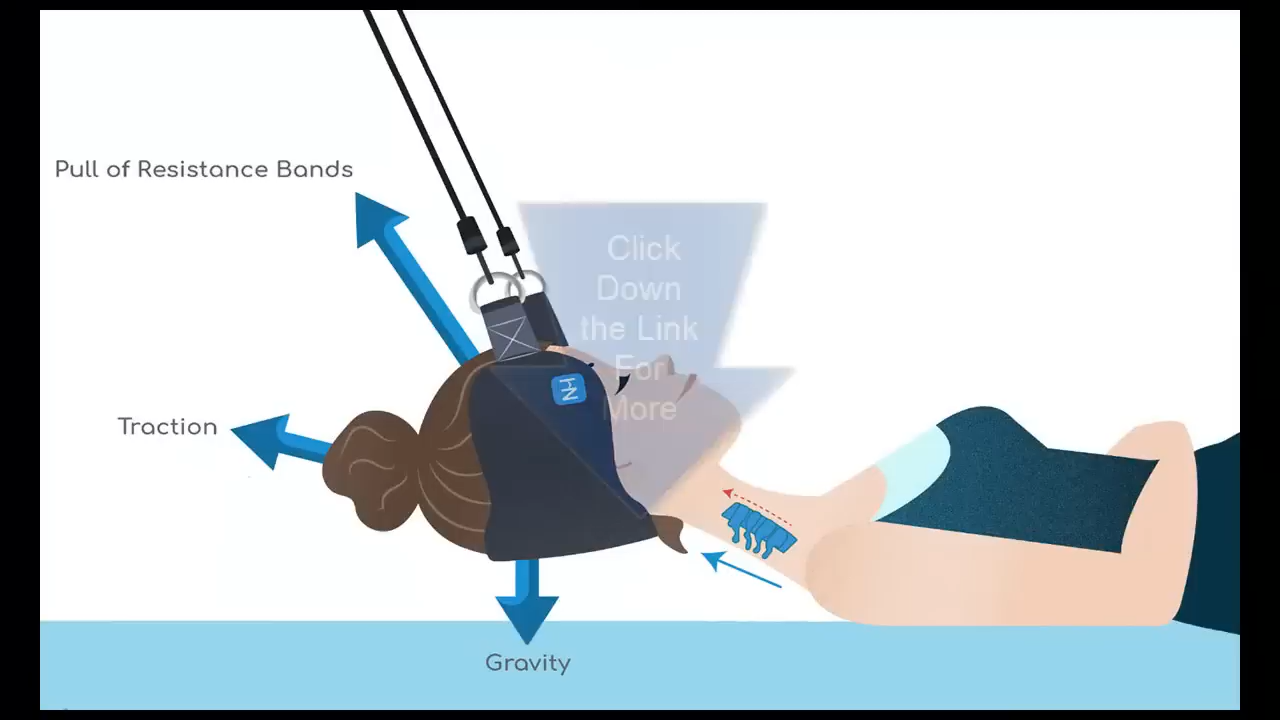 Pull of Resistance Bands
Click
Down
the Link
For
More
N
Traction
Gravity